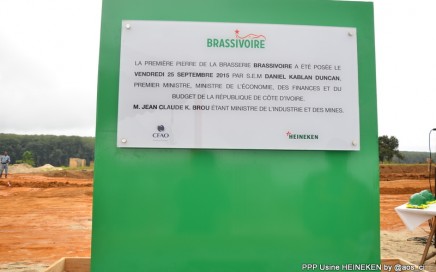 BRASSIVOIRE
LA PREMIÈRE PIERRE DE LA BRASSERIE BRASSIVOIRE A ÉTÉ POSÉE LE
VENDREDI 25 SEPTEMBRE 2015 PAR S.E.M DANIEL KABLAN DUNCAN,
PREMIER MINISTRE, MINISTRE DE L'ÉCONOMIE, DES FINANCES ET DU
BUDGET DE LA RÉPUBLIQUE DE CÔTE D'IVOIRE.
M. JEAN CLAUDE K. BROU ÉTANT MINISTRE DE L'INDUSTRIE ET DES MINES.
CFAO
HEINEKEN
PPP Usine HEINEKEN by @aos_ci